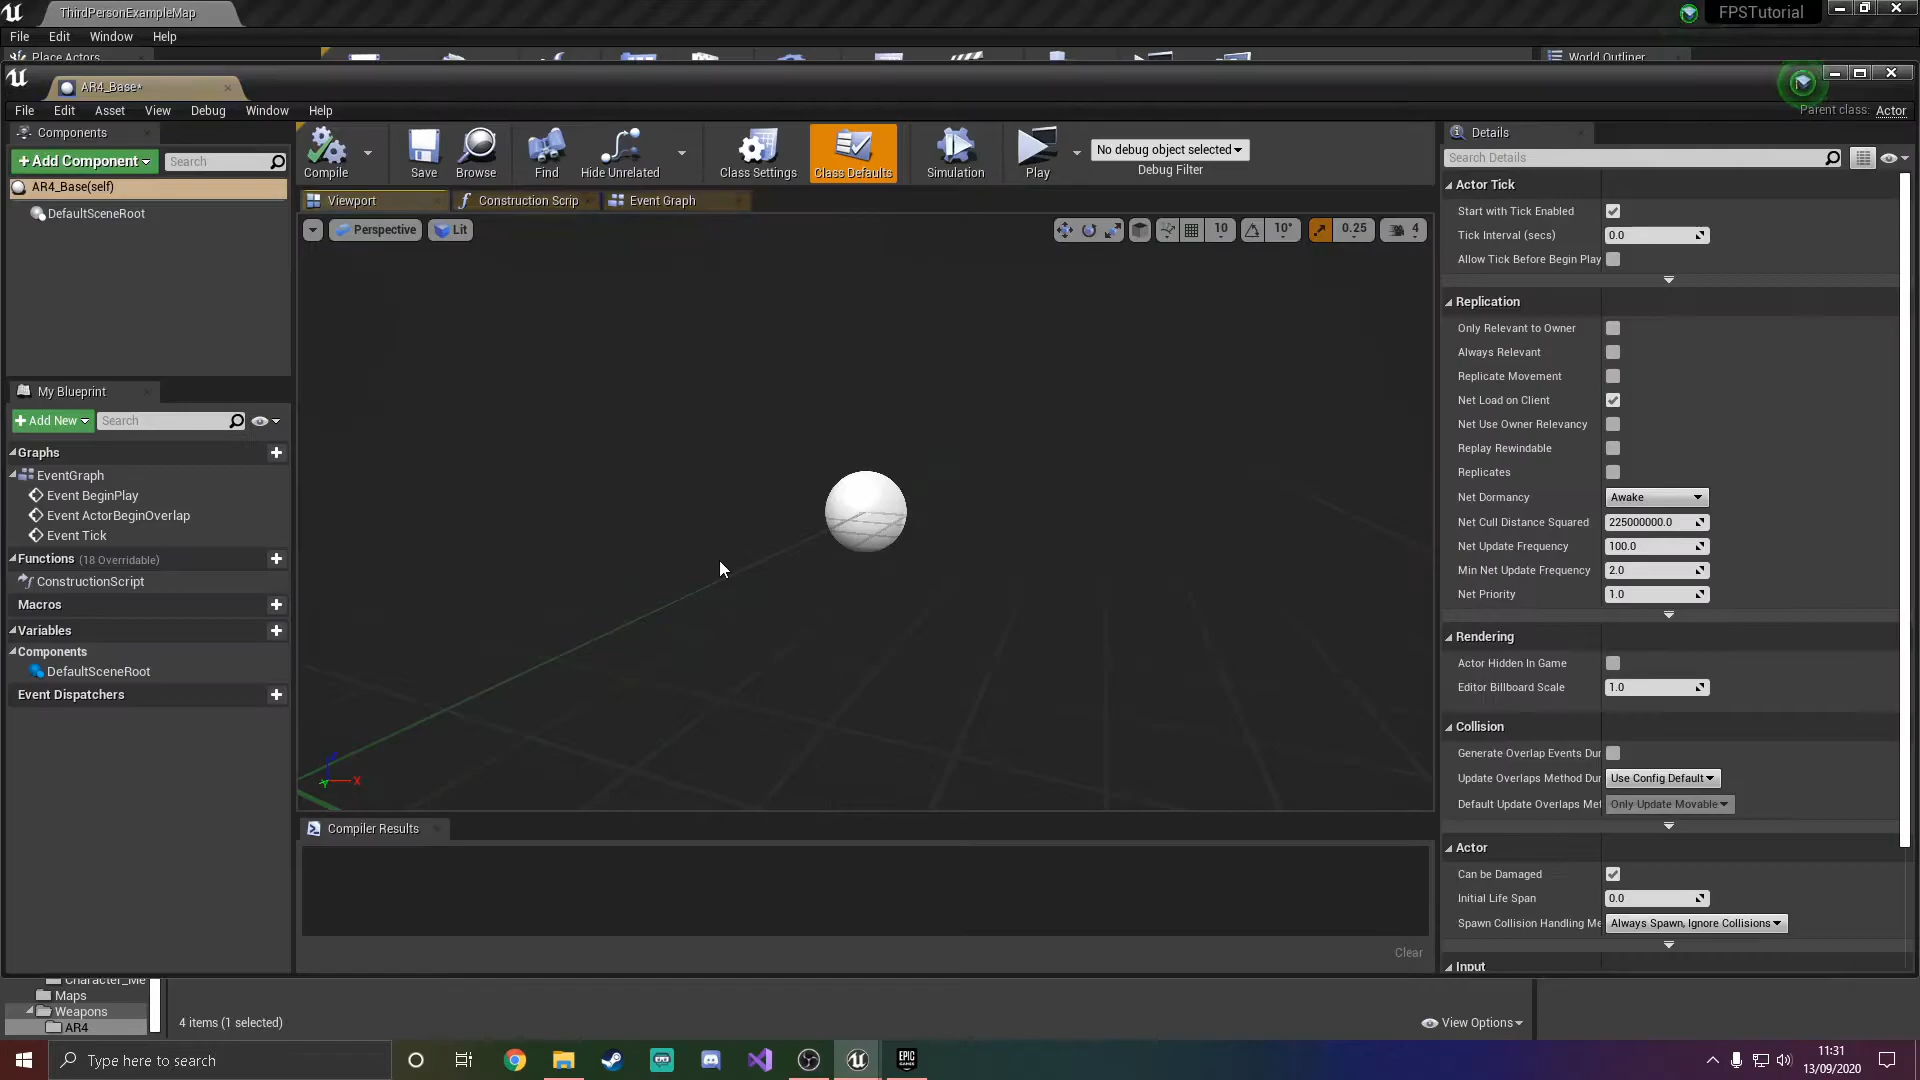 ThirdPersonExampleMap
FPSTutorial
File Edit Window Help
Place Actors
World Outliner
AR4_Base*
File Edit Asset View Debug Window Help
Parent class: Actor
Components
+Add Component
Search
AR4_Base(self)
DefaultSceneRoot
Compile
Save
Browse
Find
Hide Unrelated
Class Settings
Class Defaults
Simulation
Play
No debug object selected
Debug Filter
Viewport
Construction Scrip
Event Graph
Perspective
Lit
10
10°
0.25
4
X
My Blueprint
+Add New
Search
Graphs
EventGraph
Event BeginPlay
Event ActorBeginOverlap
Event Tick
Functions (18 Overridable)
ConstructionScript
Macros
Variables
Components
DefaultSceneRoot
Event Dispatchers
Compiler Results
Clear
Details
Search Details
Actor Tick
Start with Tick Enabled
Tick Interval (secs) 0.0
Allow Tick Before Begin Play
Replication
Only Relevant to Owner
Always Relevant
Replicate Movement
Net Load on Client
Net Use Owner Relevancy
Replay Rewindable
Replicates
Net Dormancy Awake
Net Cull Distance Squared 225000000.0
Net Update Frequency 100.0
Min Net Update Frequency 2.0
Net Priority 1.0
Rendering
Actor Hidden In Game
Editor Billboard Scale 1.0
Collision
Generate Overlap Events Dur
Update Overlaps Method Dur Use Config Default
Default Update Overlaps Met Only Update Movable
Actor
Can be Damaged
Initial Life Span 0.0
Spawn Collision Handling Me Always Spawn, Ignore Collisions
Input
Character_Me
Maps
Weapons
AR4
4 items (1 selected)
View Options
Type here to search
EPIC
GAMES
11:31
13/09/2020